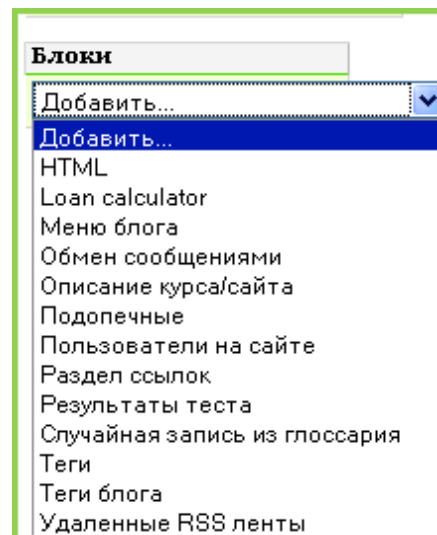 Блоки
Добавить...
Добавить...
HTML
Loan calculator
Меню блога
Обмен сообщениями
Описание курса/сайта
Подопечные
Пользователи на сайте
Раздел ссылок
Результаты теста
Случайная запись из глоссария
Теги
Теги блога
Удаленные RSS ленты